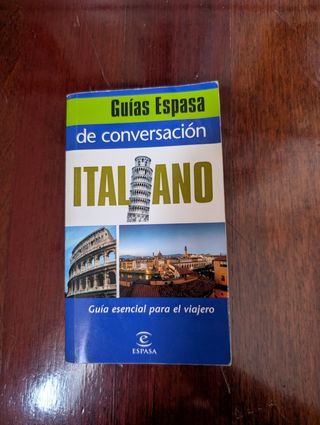 Guías Espasa
de conversación
ITALIANO
Guía esencial para el viajero
e
ESPASA